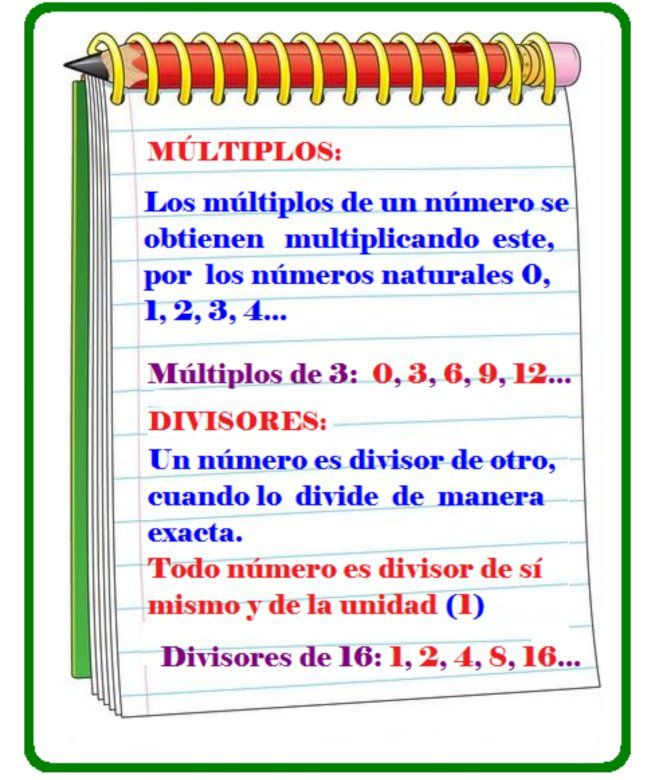 MÚLTIPLOS:
Los múltiplos de un número se
obtienen multiplicando este,
por los números naturales 0,
1, 2, 3, 4...
Múltiplos de 3: 0, 3, 6, 9, 12...
DIVISORES:
Un número es divisor de otro,
cuando lo divide de manera
exacta.
Todo número es divisor de sí
mismo y de la unidad (1)
Divisores de 16: 1, 2, 4, 8, 16...